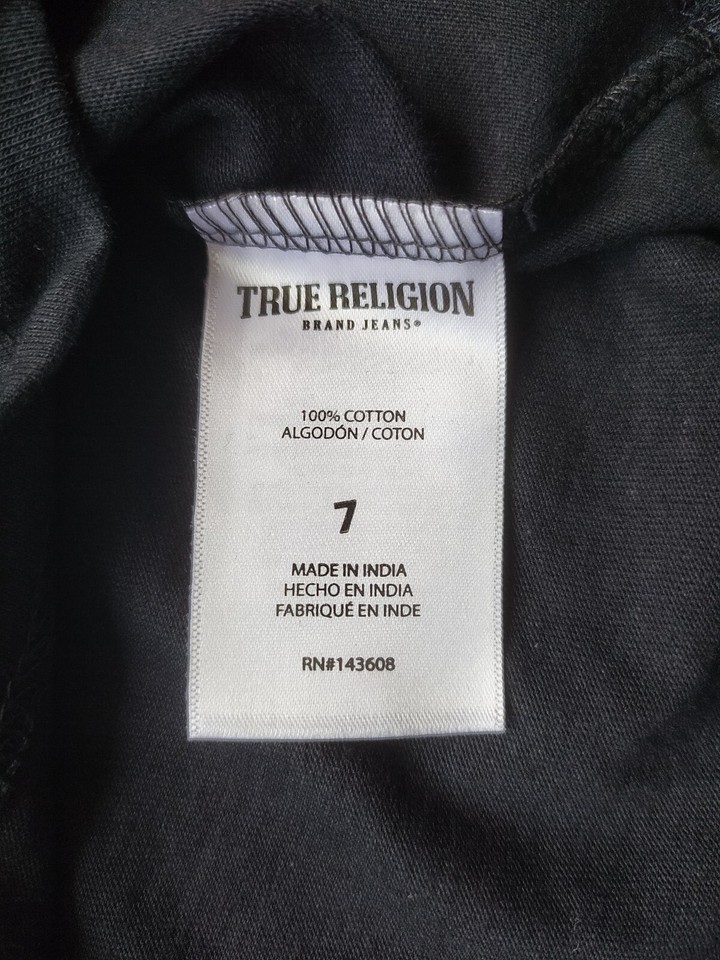 TRUE RELIGION
BRAND JEANS®
100% COTTON
ALGODÓN / COTON
7
MADE IN INDIA
HECHO EN INDIA
FABRIQUÉ EN INDE
RN#143608